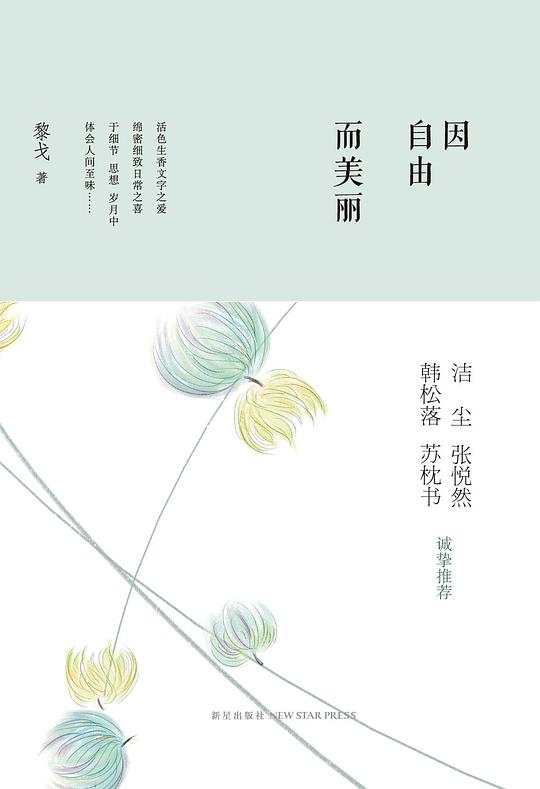 因
自由
而美丽
活色生香文字之爱
绵密细致日常之喜
于细节 思想 岁月中
体会人间至味……
黎戈 著
洁尘 张悦然
韩松落 苏枕书
诚挚推荐
新星出版社 NEW STAR PRESS